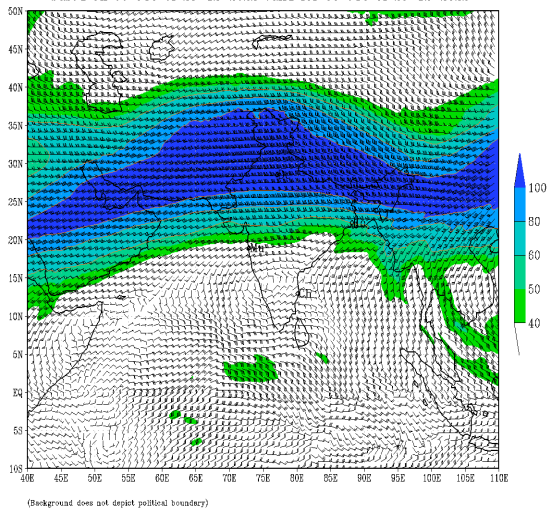 50N
45N
40N
35N
30N
25N
20N
15N
10N
5N
EQ
5S
10S
40E 45E 50E 55E 60E 65E 70E 75E 80E 85E 90E 95E 100E 105E 110E
100
80
60
50
40
Mu
Ch
(Background does not depict political boundary)